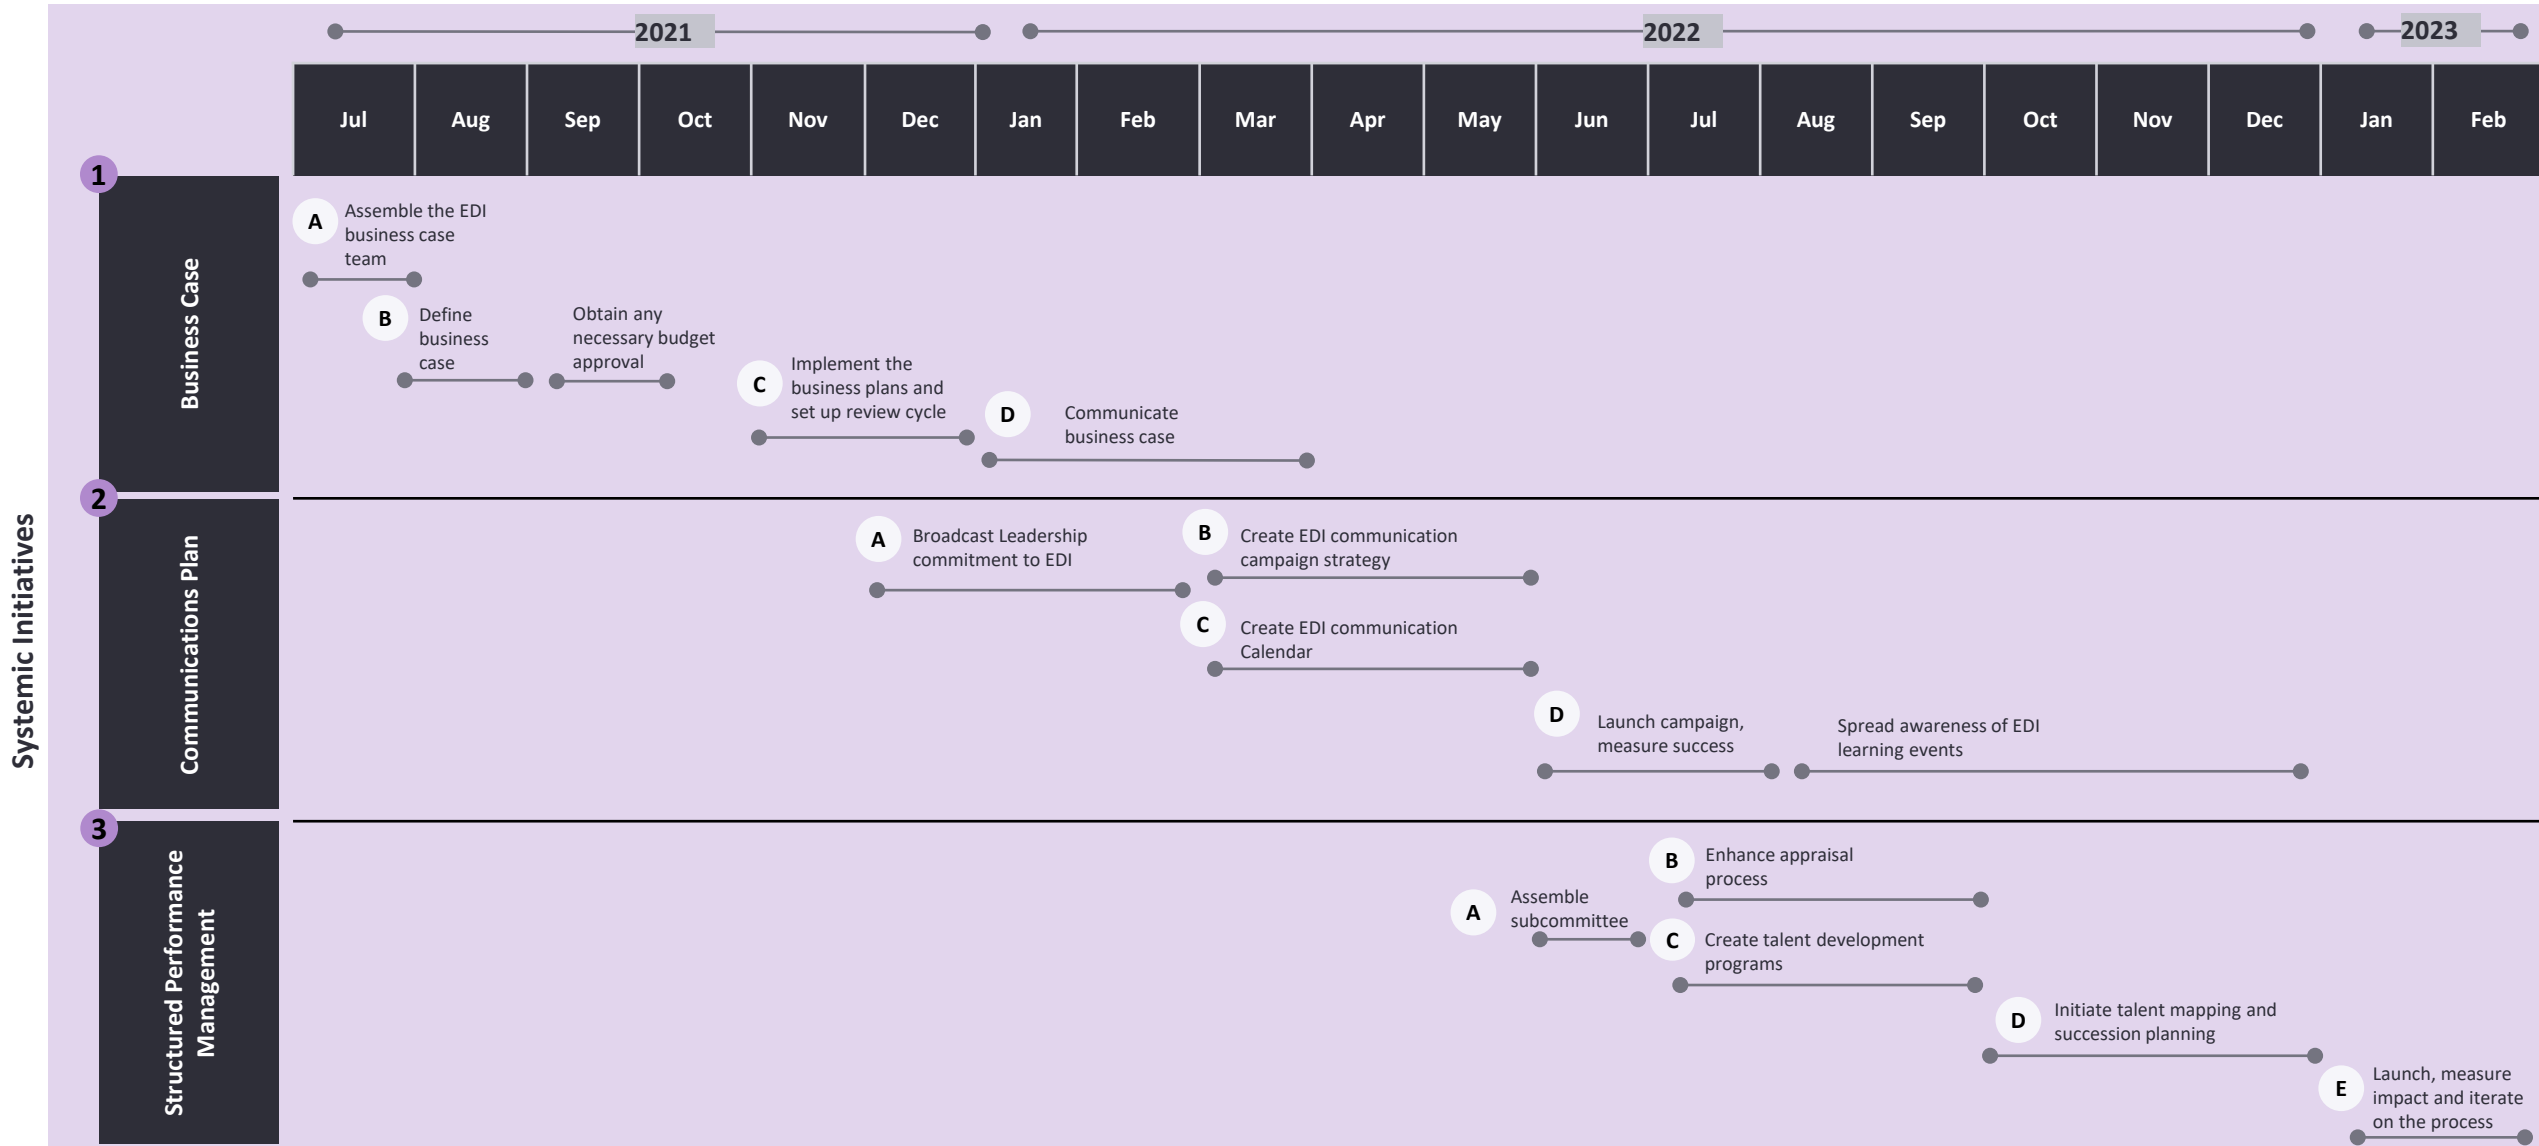 2021
2022
2023
Jul Aug Sep Oct Nov Dec Jan Feb Mar Apr May Jun Jul Aug Sep Oct Nov Dec Jan Feb
Systemic Initiatives
1
Business Case
A
Assemble the EDI
business case
team
B
Define
business
case
Obtain any
necessary budget
approval
C
Implement the
business plans and
set up review cycle
D
Communicate
business case
2
Communications Plan
A
Broadcast Leadership
commitment to EDI
B
Create EDI communication
campaign strategy
C
Create EDI communication
Calendar
D
Launch campaign,
measure success
Spread awareness of EDI
learning events
3
Structured Performance
Management
A
Assemble
subcommittee
B
Enhance appraisal
process
C
Create talent development
programs
D
Initiate talent mapping and
succession planning
E
Launch, measure
impact and iterate
on the process